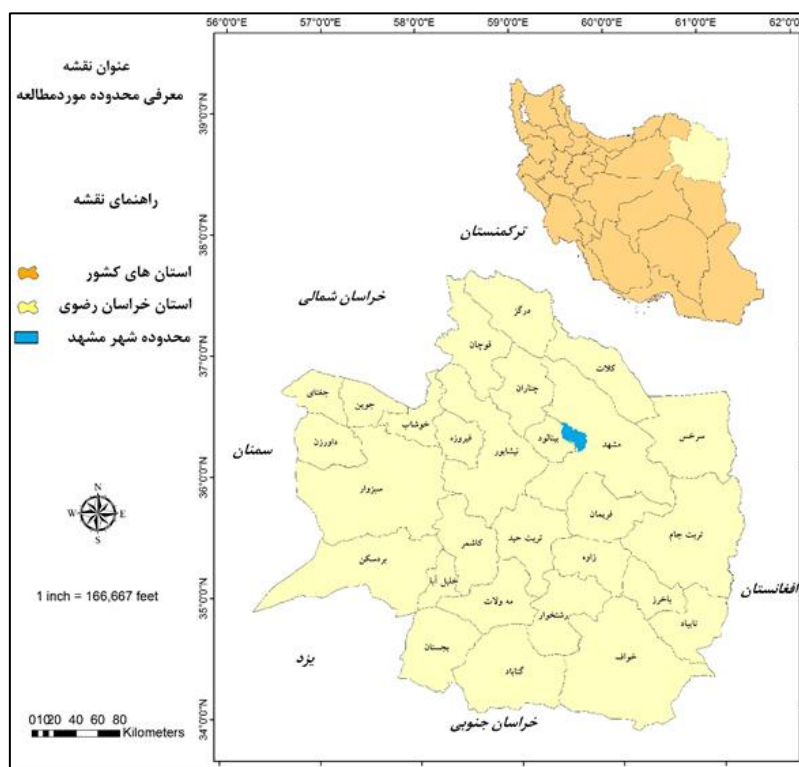 56°0'0"E 57°0'0"E 58°0'0"E 59°0'0"E 60°0'0"E 61°0'0"E 62°0'0"E
39°0'0"N
38°0'0"N
37°0'0"N
36°0'0"N
35°0'0"N
34°0'0"N
عنوان نقشه
معرفی محدوده موردمطالعه
راهنمای نقشه
استان های کشور
استان خراسان رضوی
محدوده شهر مشهد
N
W E
S
1 inch = 166,667 feet
0 10 20 40 60 80
Kilometers
ترکمنستان
خراسان شمالی
درگز
قوچان
کلات
چناران
جغتای
جوین
خوشاب
فیروزه
نیشابور
بینالود
مشهد
سرخس
داورزن
سمنان
سبزوار
فریمان
تربت جام
کاشمر
تربت حید
زاوه
بردسکن
خلیل آبا
مه ولات
رشتخوار
باخرز
تایباد
افغانستان
یزد
بجستان
گناباد
خواف
خراسان جنوبی